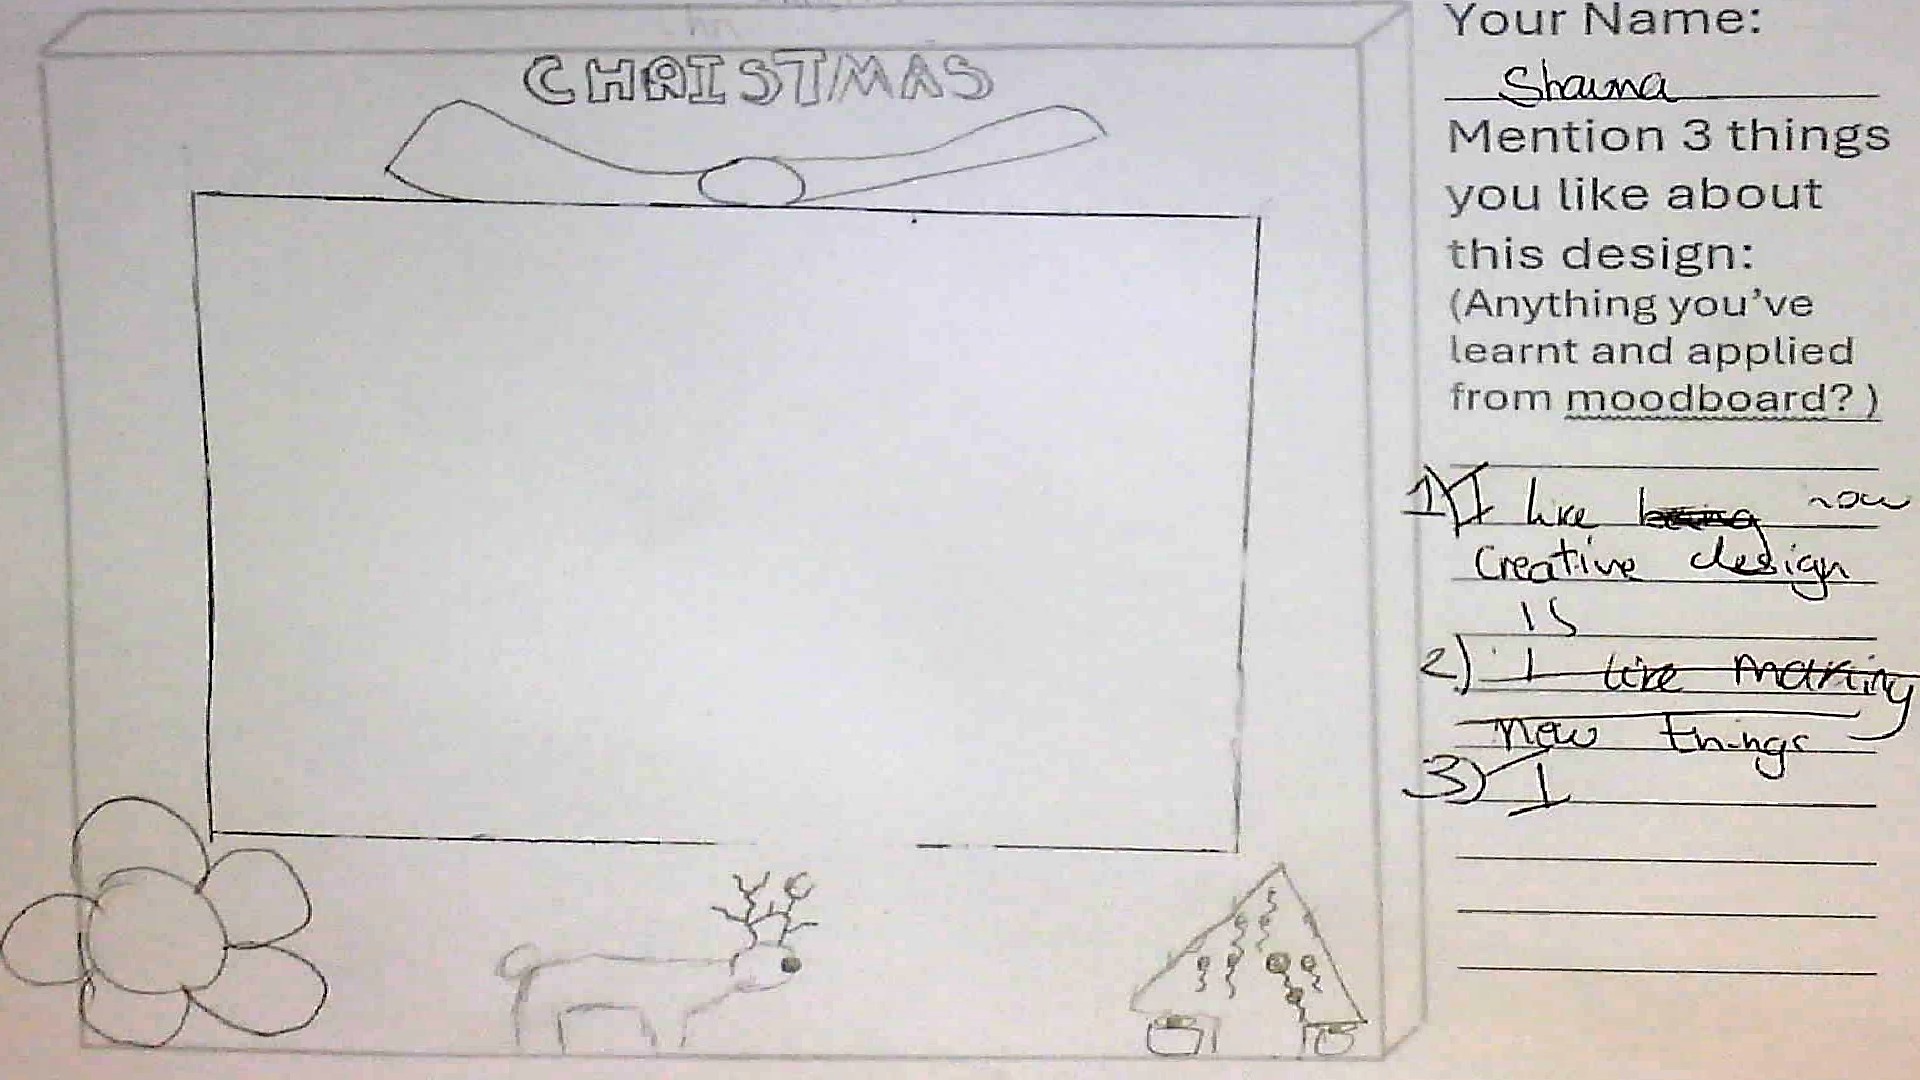 CHRISTMAS
Your Name:
Shauna
Mention 3 things
you like about
this design:
(Anything you've
learnt and applied
from moodboard? )
1) I like being how
creative design
is
2) I like making
new things
3) I